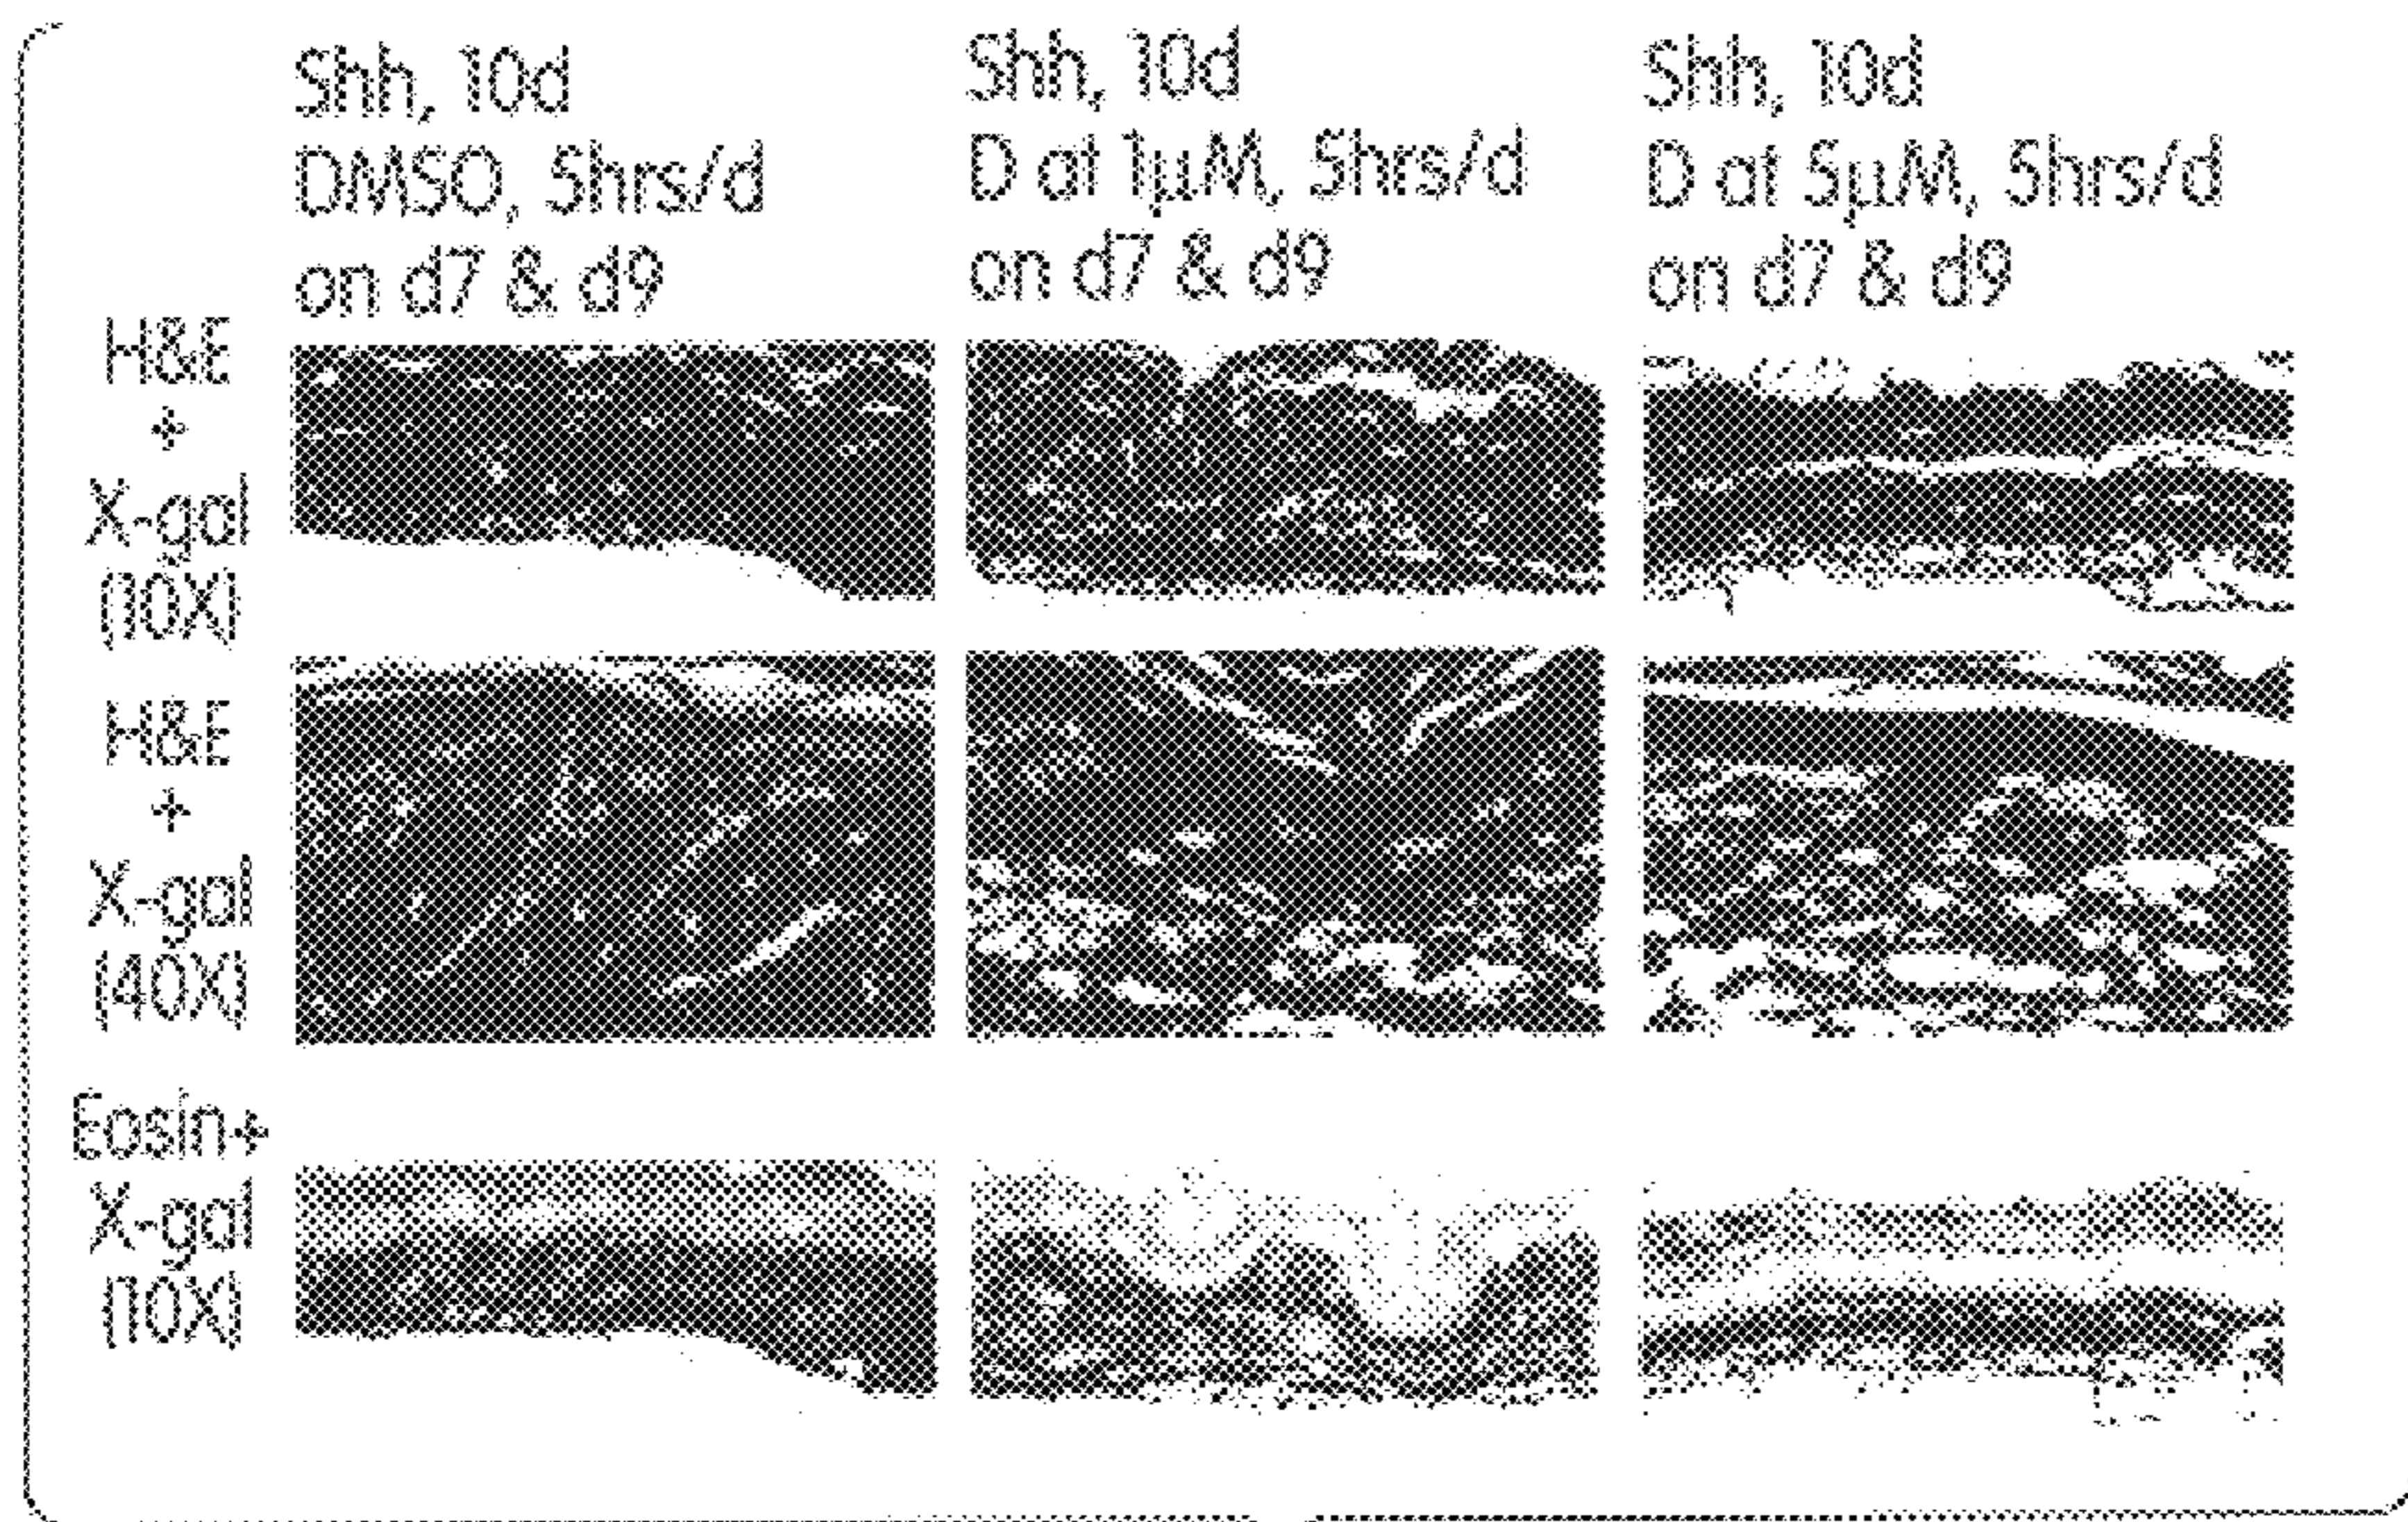 Shh, 10d
DMSO, 5hrs/d
on d7 & d9
Shh, 10d
D at 1µM, 5hrs/d
on d7 & d9
Shh, 10d
D at 5µM, 5hrs/d
on d7 & d9
H&E
+
X-gal
(10X)
H&E
+
X-gal
(40X)
Eosin+
X-gal
(10X)